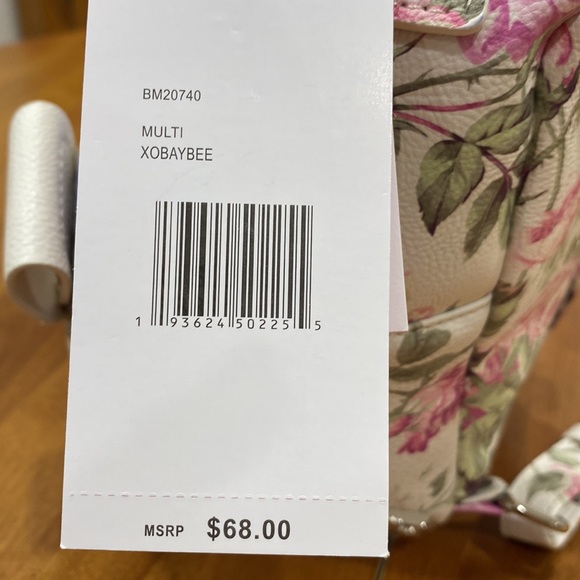 BM20740
MULTI
XOBAYBEE
1 93624 50225 5
MSRP $68.00